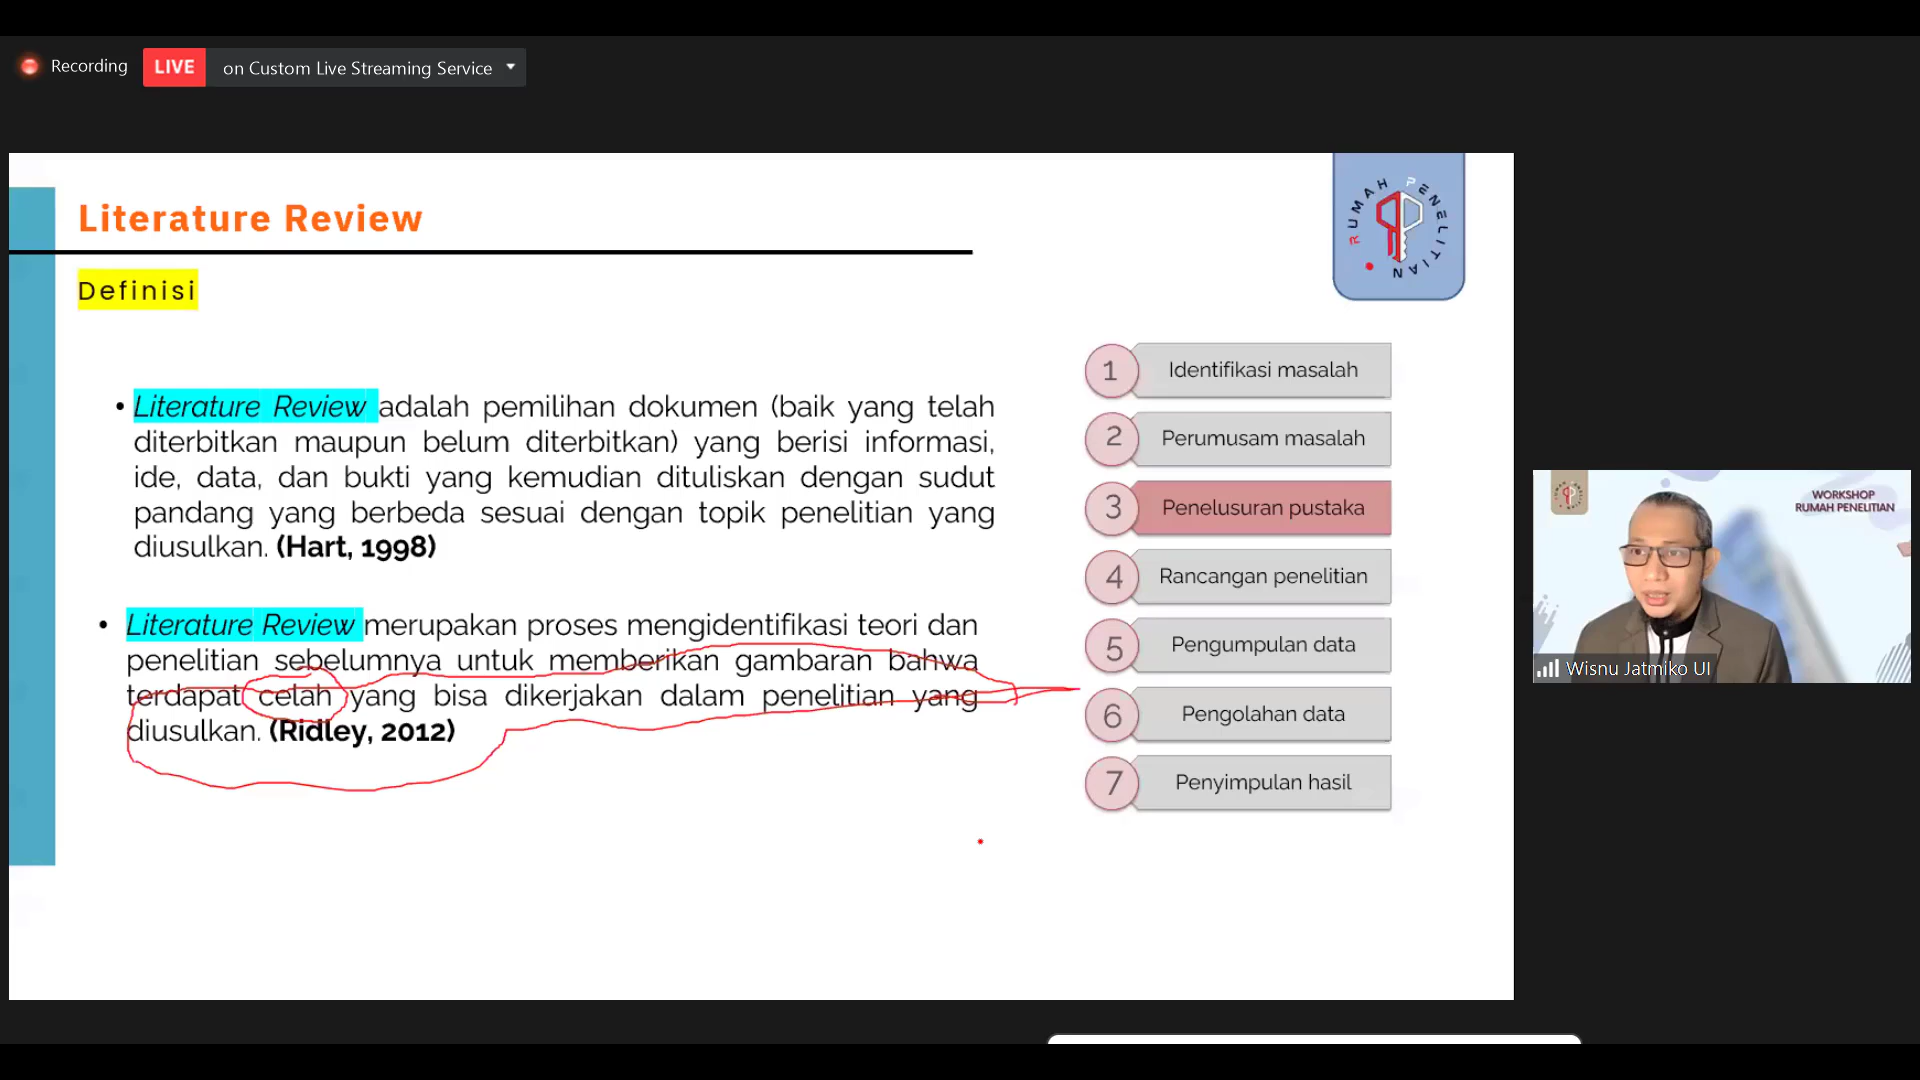 Recording
LIVE on Custom Live Streaming Service
Literature Review
RUMAH PENELITIAN
Definisi
• Literature Review adalah pemilihan dokumen (baik yang telah
diterbitkan maupun belum diterbitkan) yang berisi informasi,
ide, data, dan bukti yang kemudian dituliskan dengan sudut
pandang yang berbeda sesuai dengan topik penelitian yang
diusulkan. (Hart, 1998)
• Literature Review merupakan proses mengidentifikasi teori dan
penelitian sebelumnya untuk memberikan gambaran bahwa
terdapat celah yang bisa dikerjakan dalam penelitian yang
diusulkan. (Ridley, 2012)
1 Identifikasi masalah
2 Perumusam masalah
3 Penelusuran pustaka
4 Rancangan penelitian
5 Pengumpulan data
6 Pengolahan data
7 Penyimpulan hasil
WORKSHOP
RUMAH PENELITIAN
Wisnu Jatmiko UI